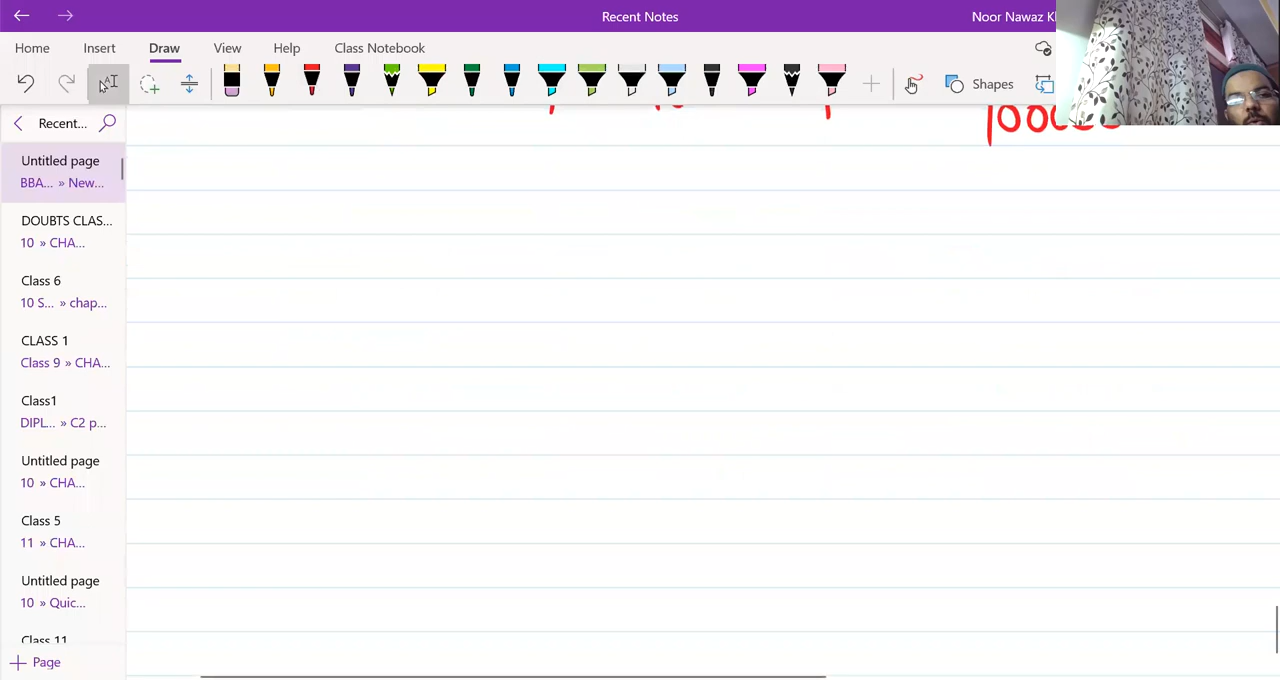 Recent Notes
Noor Nawaz Kh
Home Insert Draw View Help Class Notebook
Shapes
Recent...
Untitled page
BBA... » New...
DOUBTS CLAS...
10 » CHA...
Class 6
10 S... » chap...
CLASS 1
Class 9 » CHA...
Class1
DIPL... » C2 p...
Untitled page
10 » CHA...
Class 5
11 » CHA...
Untitled page
10 » Quic...
Class 11
+ Page